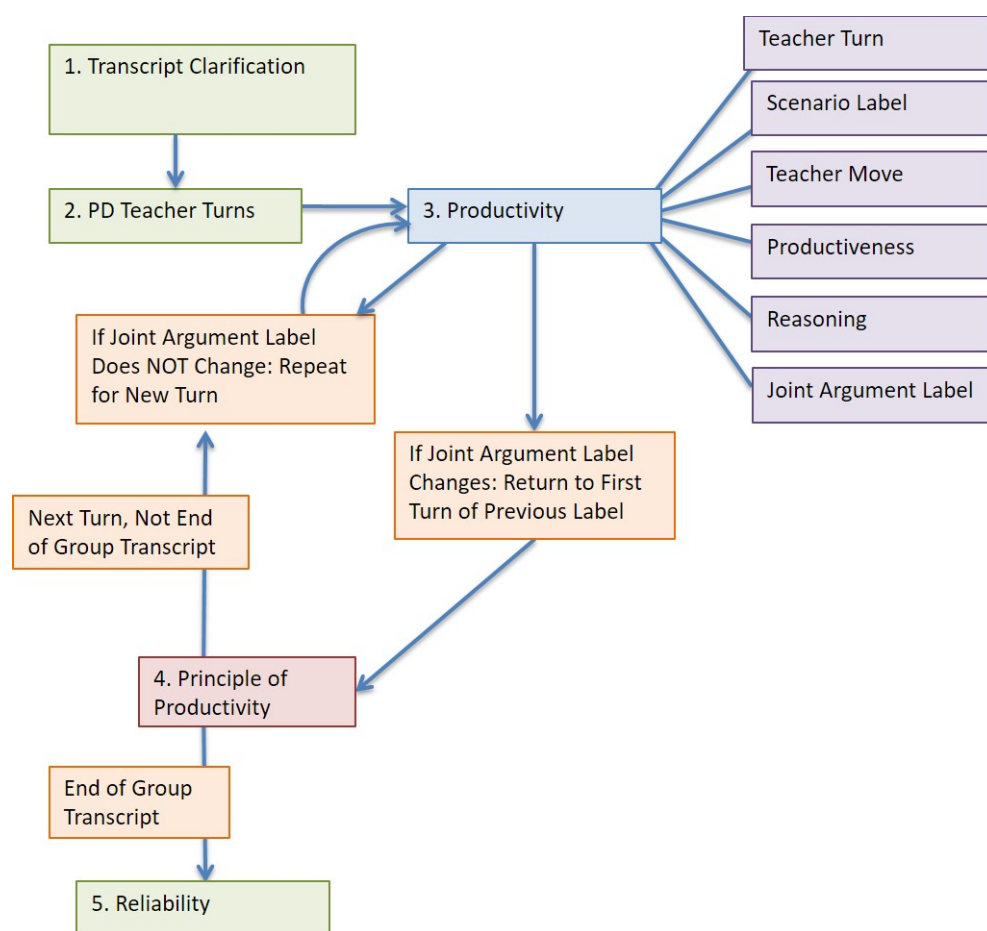 1. Transcript Clarification
2. PD Teacher Turns
3. Productivity
Teacher Turn
Scenario Label
Teacher Move
Productiveness
Reasoning
Joint Argument Label
If Joint Argument Label
Does NOT Change: Repeat
for New Turn
If Joint Argument Label
Changes: Return to First
Turn of Previous Label
Next Turn, Not End
of Group Transcript
4. Principle of
Productivity
End of Group
Transcript
5. Reliability